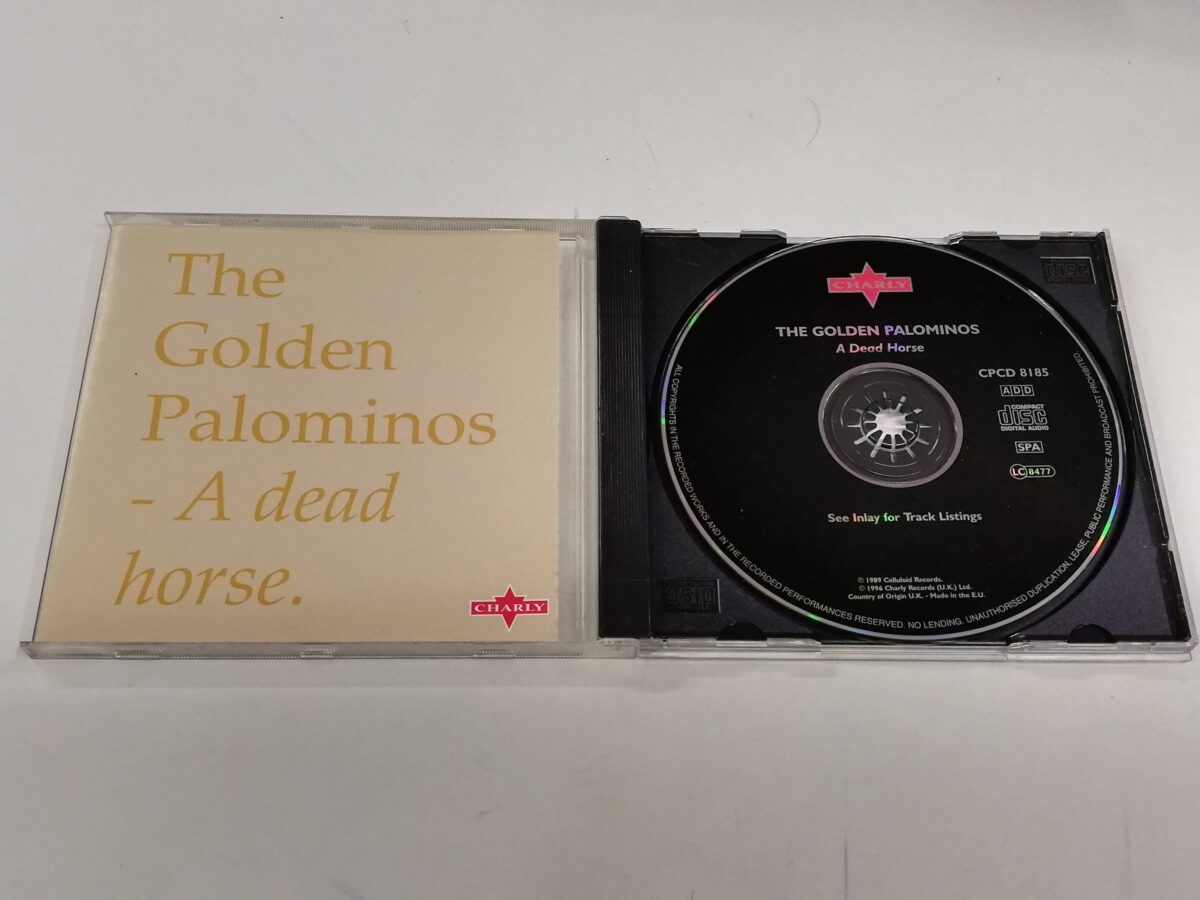 The
Golden
Palominos
- A dead
horse.
CHARLY
CHARLY
THE GOLDEN PALOMINOS
A Dead Horse
CPCD 8185
ADD
COMPACT
disc
DIGITAL AUDIO
SPA
LC 8477
See Inlay for Track Listings
℗ 1989 Celluloid Records.
© 1996 Charly Records (U.K.) Ltd.
Country of Origin U.K. - Made in the E.U.
ALL COPYRIGHTS IN THE RECORDED WORKS AND IN THE RECORDED PERFORMANCES RESERVED. NO LENDING. UNAUTHORISED DUPLICATION, LEASE, PUBLIC PERFORMANCE AND BROADCAST PROHIBITED
disc
disc